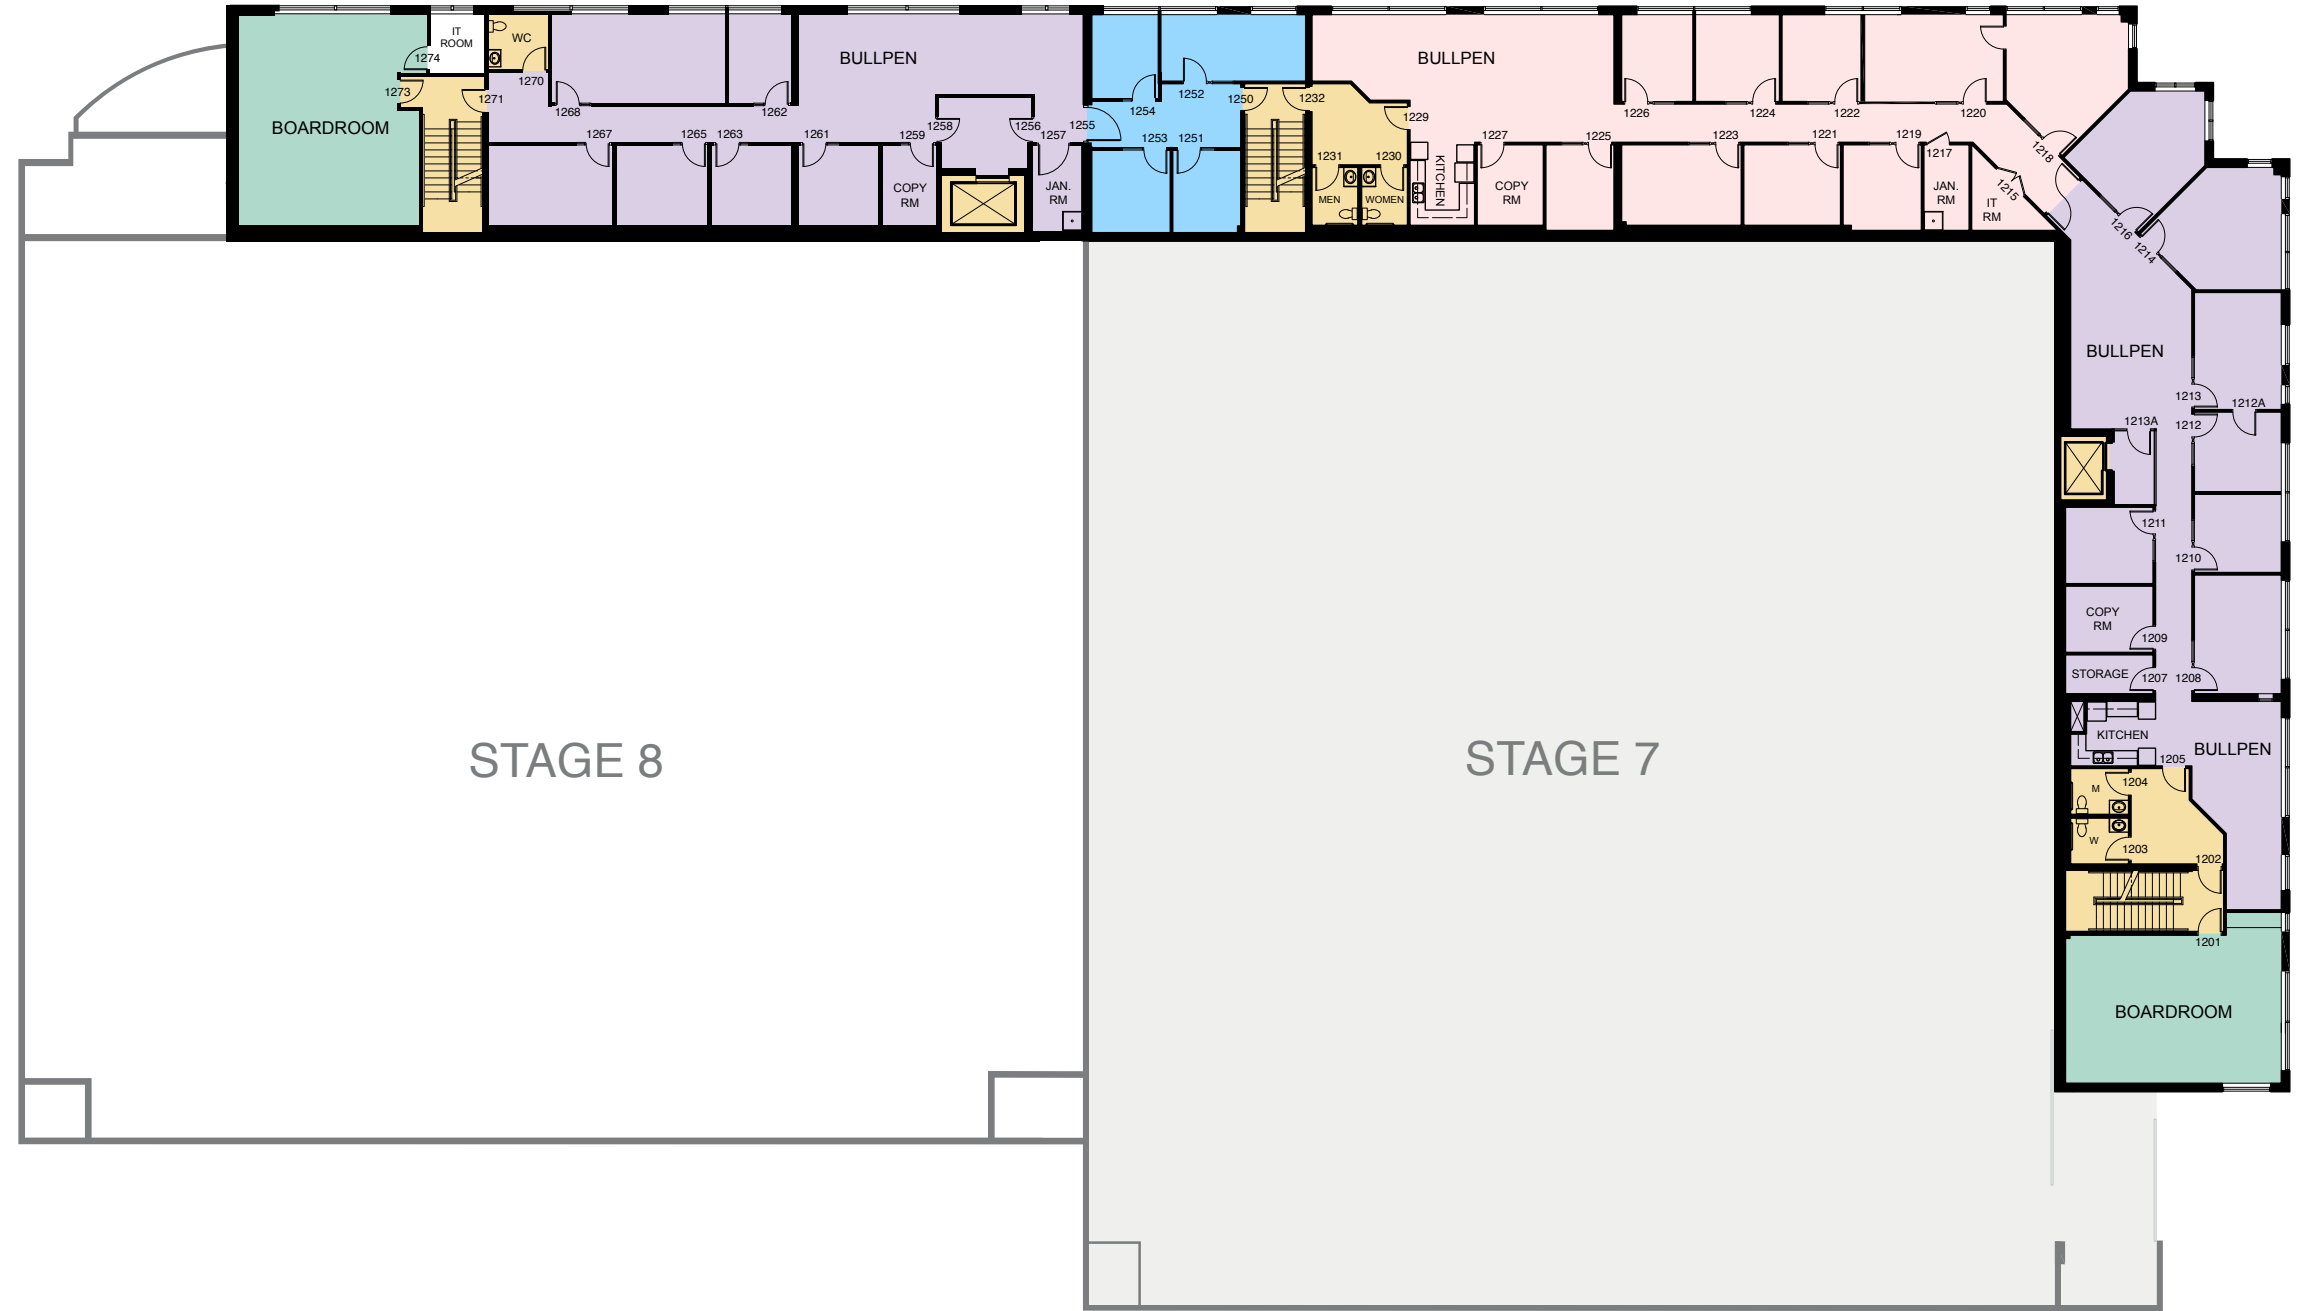 IT
ROOM
1274
WC
1270
BULLPEN
1273
1271
BOARDROOM
1268
1262
1267
1265
1263
1261
1259
1258
1256
1257
1255
COPY
RM
JAN.
RM
1254
1252
1250
1253
1251
1232
BULLPEN
1229
1231
1230
MEN
WOMEN
KITCHEN
1227
COPY
RM
1225
1226
1224
1222
1220
1223
1221
1219
1217
JAN.
RM
IT
RM
1215
1218
1216
1214
BULLPEN
1213
1212A
1213A
1212
1211
1210
COPY
RM
1209
STORAGE
1207
1208
KITCHEN
BULLPEN
1205
M
1204
W
1203
1202
1201
BOARDROOM
STAGE 8
STAGE 7